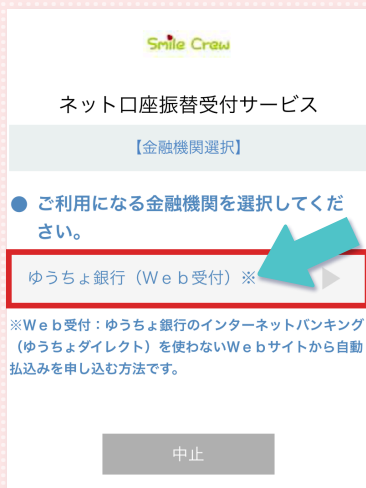 Smile Crew
ネット口座振替受付サービス
【金融機関選択】
● ご利用になる金融機関を選択してくだ
さい。
ゆうちょ銀行（Ｗｅｂ受付）※
※Ｗｅｂ受付：ゆうちょ銀行のインターネットバンキング
（ゆうちょダイレクト）を使わないＷｅｂサイトから自動
払込みを申し込む方法です。
中止